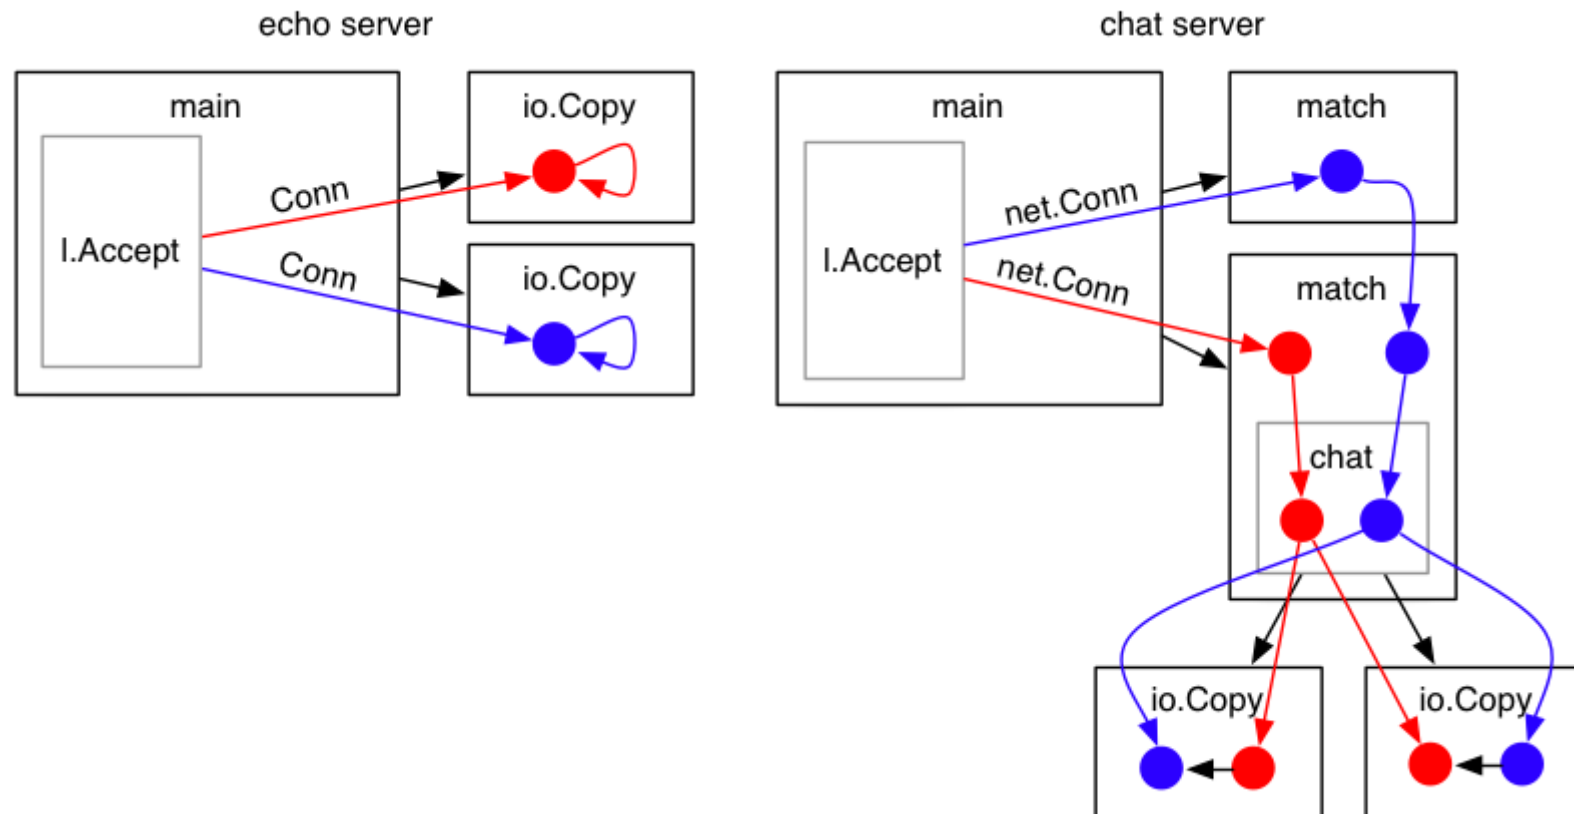 echo server
main
l.Accept
Conn
Conn
io.Copy
io.Copy
chat server
main
l.Accept
net.Conn
net.Conn
match
match
chat
io.Copy
io.Copy